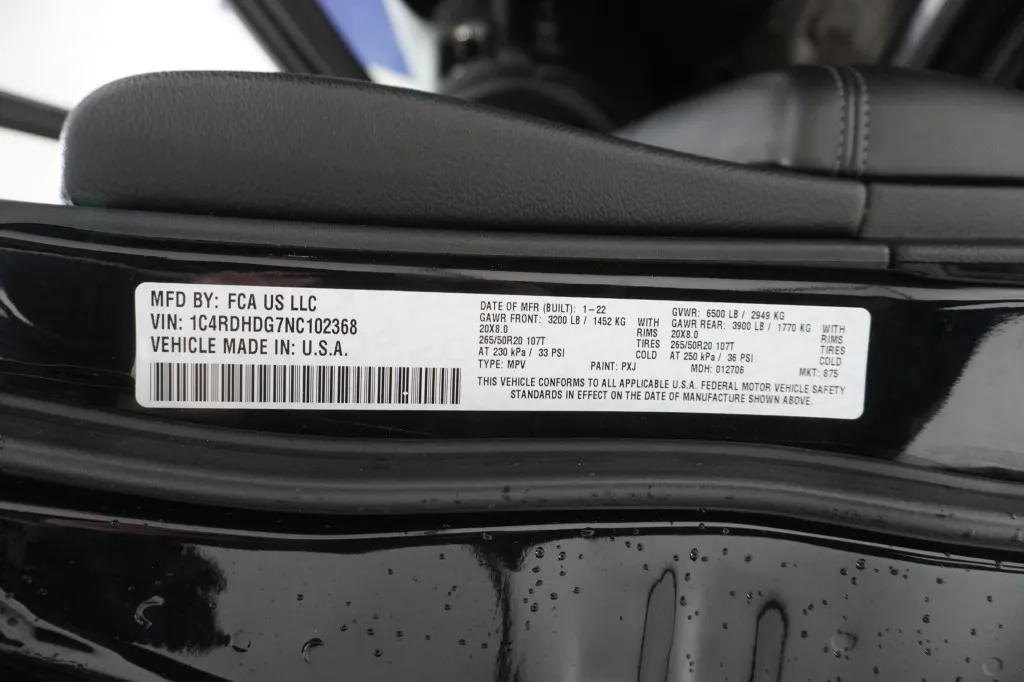 MFD BY: FCA US LLC
VIN: 1C4RDHDG7NC102368
VEHICLE MADE IN: U.S.A.
DATE OF MFR (BUILT): 1-22
GAWR FRONT: 3200 LB / 1452 KG WITH
20X8.0 RIMS
265/50R20 107T TIRES
AT 230 kPa / 33 PSI COLD
TYPE: MPV PAINT: PXJ
GVWR: 6500 LB / 2949 KG
GAWR REAR: 3900 LB / 1770 KG WITH
20X8.0 RIMS
265/50R20 107T TIRES
AT 250 kPa / 36 PSI COLD
MDH: 012706 MKT: 875
THIS VEHICLE CONFORMS TO ALL APPLICABLE U.S.A. FEDERAL MOTOR VEHICLE SAFETY
STANDARDS IN EFFECT ON THE DATE OF MANUFACTURE SHOWN ABOVE.